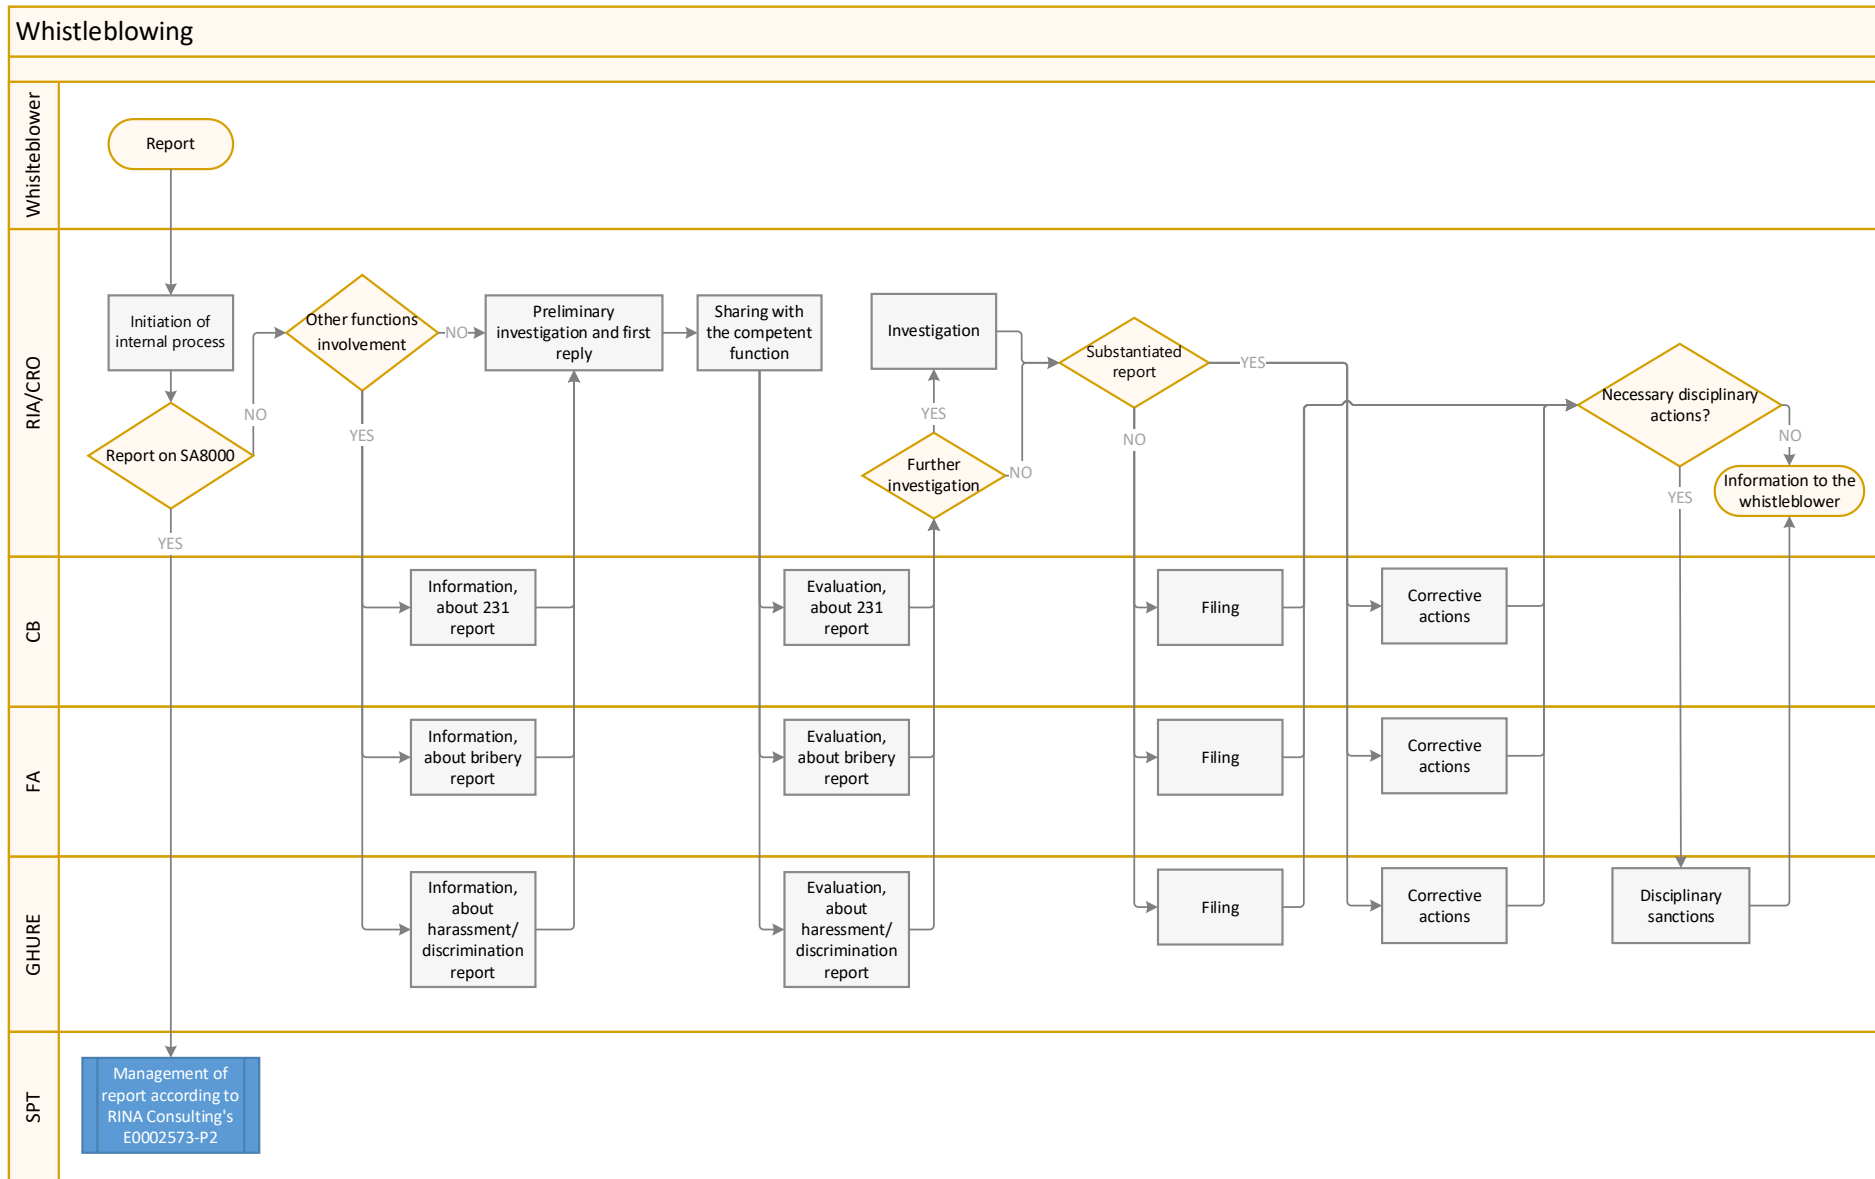 Whistleblowing
Whislteblower
Report
RIA/CRO
Initiation of
internal process
Report on SA8000
NO
YES
Other functions
involvement
NO
YES
Preliminary
investigation and first
reply
Sharing with
the competent
function
Investigation
YES
Further
investigation
NO
Substantiated
report
YES
NO
Necessary disciplinary
actions?
NO
YES
Information to the
whistleblower
CB
Information,
about 231
report
Evaluation,
about 231
report
Filing
Corrective
actions
FA
Information,
about bribery
report
Evaluation,
about bribery
report
Filing
Corrective
actions
GHURE
Information,
about
harassment/
discrimination
report
Evaluation,
about
haressment/
discrimination
report
Filing
Corrective
actions
Disciplinary
sanctions
SPT
Management of
report according to
RINA Consulting's
E0002573-P2